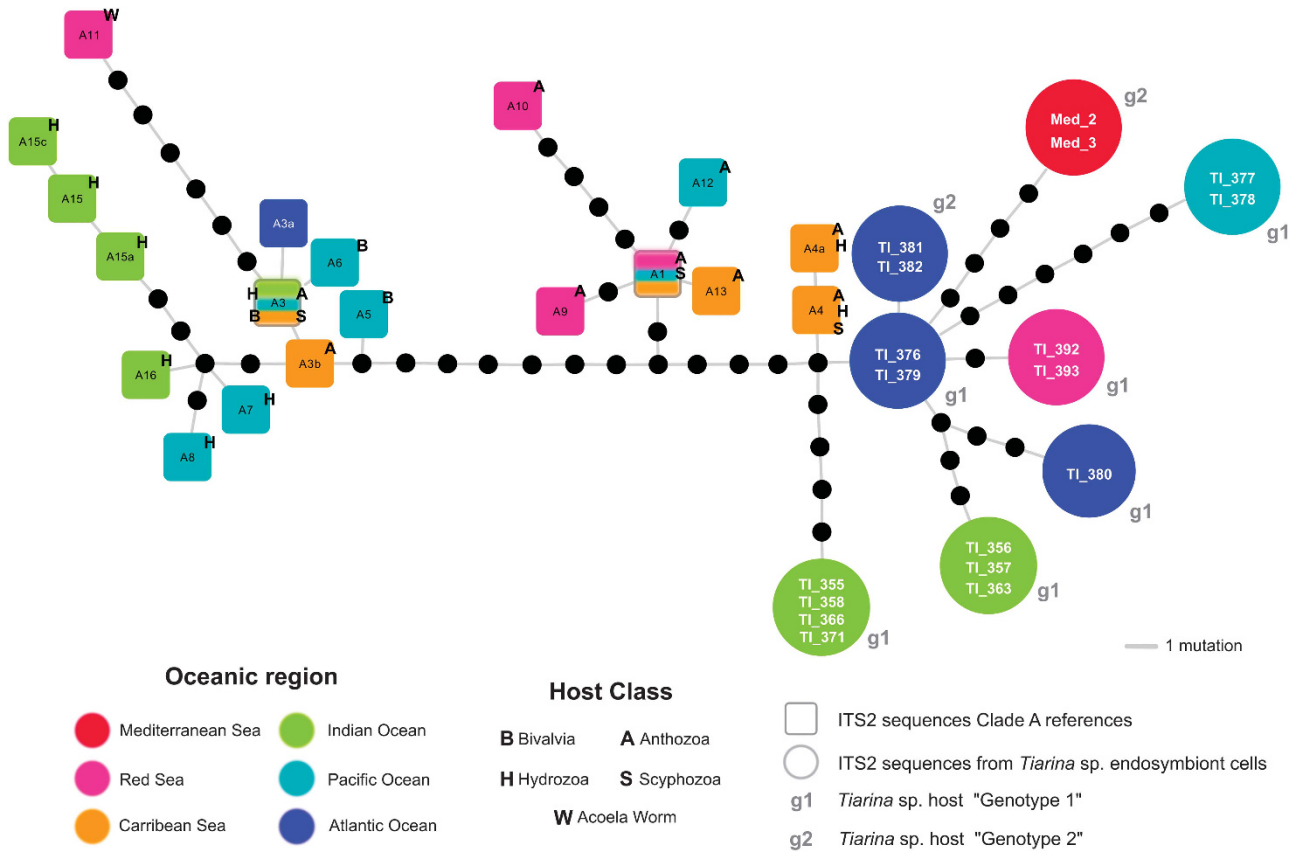 A11 W
A10 A
g2
Med_2
Med_3
A15c H
A12 A
TI_377
TI_378
g1
A15 H
A3a
g2
TI_381
TI_382
A15a H
A6 B
A4a A
H
H A
A3
B S
A
A1 S
A13 A
A9 A
A5 B
A4 A
H
S
A16 H
A3b A
TI_376
TI_379
g1
TI_392
TI_393
g1
A7 H
A8 H
TI_380
g1
TI_356
TI_357
TI_363
g1
TI_355
TI_358
TI_366
TI_371
g1
1 mutation
Oceanic region
Mediterranean Sea
Indian Ocean
Red Sea
Pacific Ocean
Carribean Sea
Atlantic Ocean
Host Class
B Bivalvia
A Anthozoa
H Hydrozoa
S Scyphozoa
W Acoela Worm
ITS2 sequences Clade A references
ITS2 sequences from Tiarina sp. endosymbiont cells
g1 Tiarina sp. host "Genotype 1"
g2 Tiarina sp. host "Genotype 2"